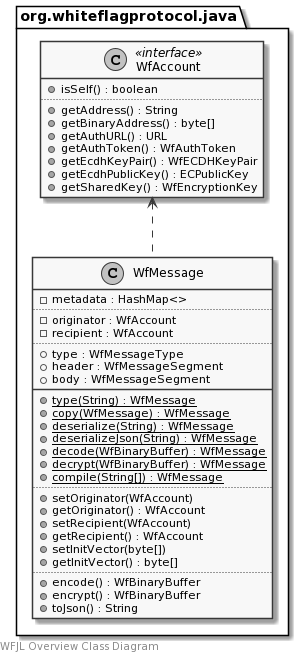 org.whiteflagprotocol.java
C
«interface»
WfAccount
isSelf() : boolean
getAddress() : String
getBinaryAddress() : byte[]
getAuthURL() : URL
getAuthToken() : WfAuthToken
getEcdhKeyPair() : WfECDHKeyPair
getEcdhPublicKey() : ECPublicKey
getSharedKey() : WfEncryptionKey
C WfMessage
metadata : HashMap<>
originator : WfAccount
recipient : WfAccount
type : WfMessageType
header : WfMessageSegment
body : WfMessageSegment
type(String) : WfMessage
copy(WfMessage) : WfMessage
deserialize(String) : WfMessage
deserializeJson(String) : WfMessage
decode(WfBinaryBuffer) : WfMessage
decrypt(WfBinaryBuffer) : WfMessage
compile(String[]) : WfMessage
setOriginator(WfAccount)
getOriginator() : WfAccount
setRecipient(WfAccount)
getRecipient() : WfAccount
setInitVector(byte[])
getInitVector() : byte[]
encode() : WfBinaryBuffer
encrypt() : WfBinaryBuffer
toJson() : String
WFJL Overview Class Diagram